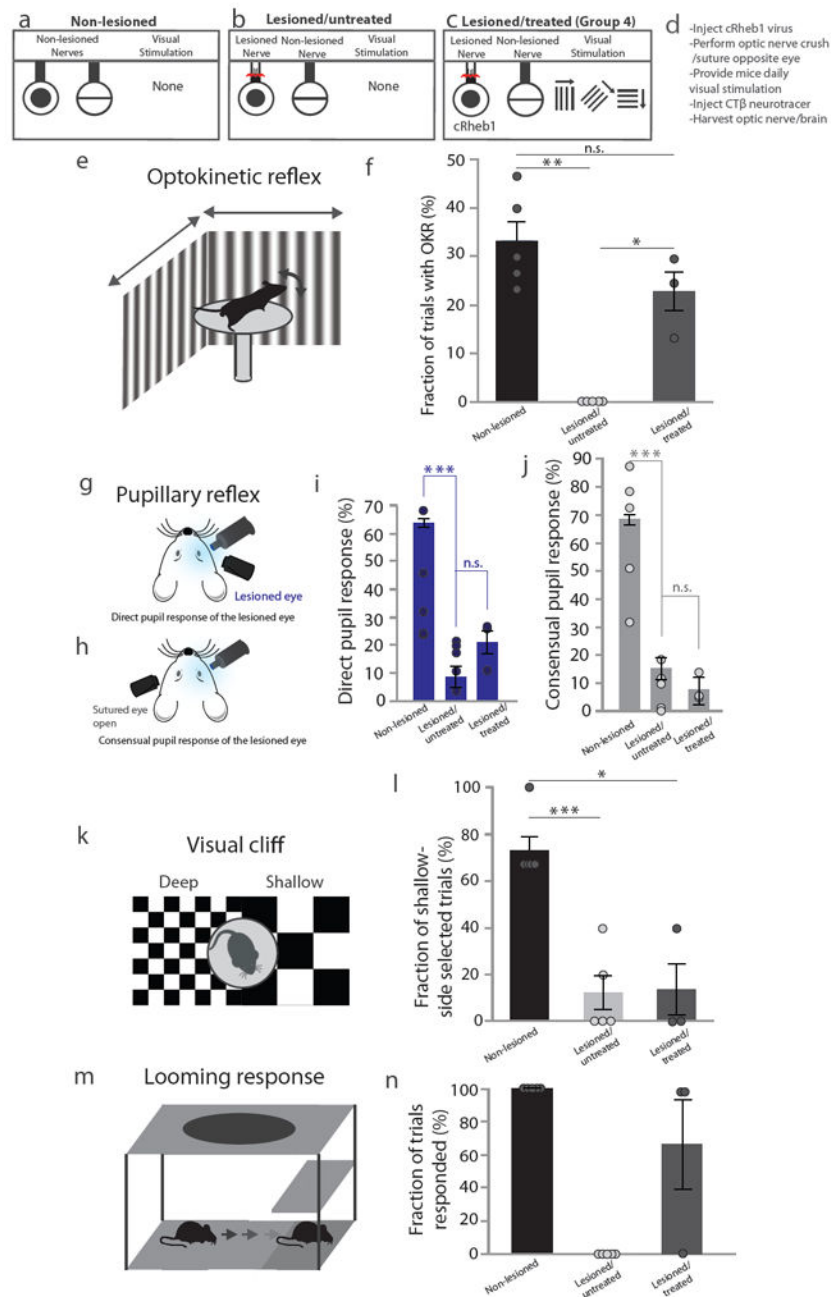 a
Non-lesioned
Non-lesioned
Nerves
Visual
Stimulation
None
b
Lesioned/untreated
Lesioned
Nerve
Non-lesioned
Nerve
Visual
Stimulation
None
c
Lesioned/treated (Group 4)
Lesioned
Nerve
Non-lesioned
Nerve
Visual
Stimulation
cRheb1
d
-Inject cRheb1 virus
-Perform optic nerve crush
/suture opposite eye
-Provide mice daily
visual stimulation
-Inject CTβ neurotracer
-Harvest optic nerve/brain
e
Optokinetic reflex
f
Fraction of trials with OKR (%)
50
40
30
20
10
0
n.s.
**
*
Non-lesioned
Lesioned/
untreated
Lesioned/
treated
g
Pupillary reflex
Lesioned eye
Direct pupil response of the lesioned eye
h
Sutured eye
open
Consensual pupil response of the lesioned eye
i
Direct pupil response (%)
70
60
50
40
30
20
10
0
***
n.s.
Non-lesioned
Lesioned/
untreated
Lesioned/
treated
j
Consensual pupil response (%)
90
80
70
60
50
40
30
20
10
0
***
n.s.
Non-lesioned
Lesioned/
untreated
Lesioned/
treated
k
Visual cliff
Deep
Shallow
l
Fraction of shallow-
side selected trials (%)
100
80
60
40
20
0
*
***
Non-lesioned
Lesioned/
untreated
Lesioned/
treated
m
Looming response
n
Fraction of trials
responded (%)
100
80
60
40
20
0
Non-lesioned
Lesioned/
untreated
Lesioned/
treated